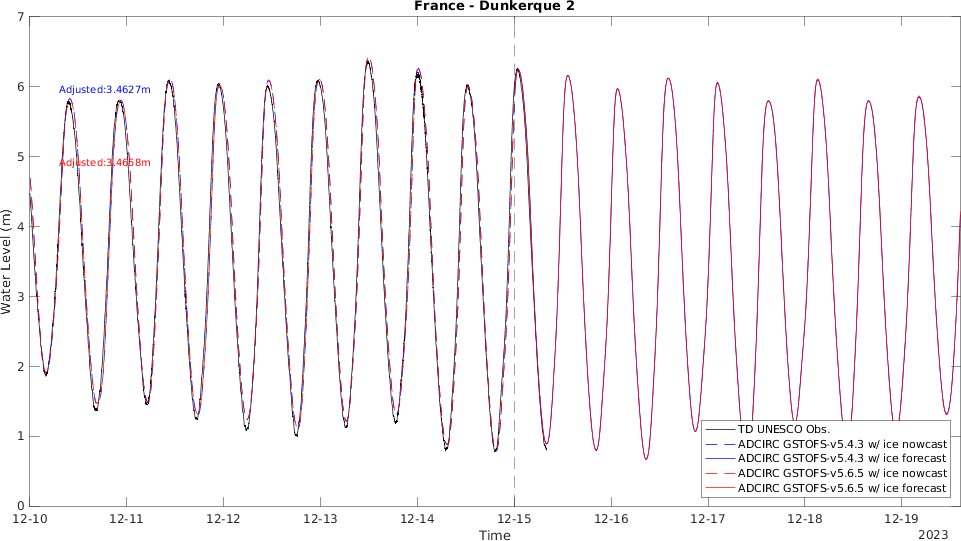 France - Dunkerque 2
7
6
5
4
3
2
1
0
Water Level (m)
Adjusted:3.4627m
Adjusted:3.4658m
TD UNESCO Obs.
ADCIRC GSTOFS-v5.4.3 w/ ice nowcast
ADCIRC GSTOFS-v5.4.3 w/ ice forecast
ADCIRC GSTOFS-v5.6.5 w/ ice nowcast
ADCIRC GSTOFS-v5.6.5 w/ ice forecast
12-10 12-11 12-12 12-13 12-14 12-15 12-16 12-17 12-18 12-19
Time
2023